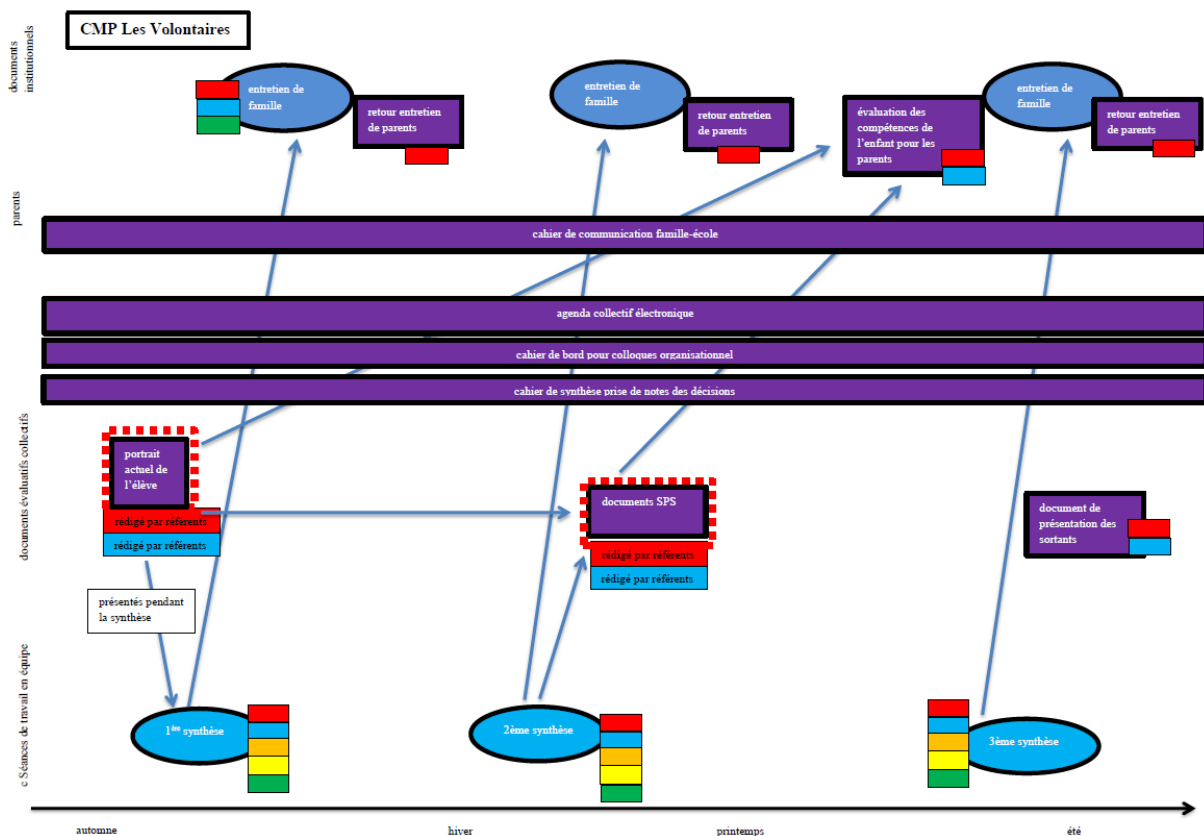 documents
institutionnels
CMP Les Volontaires
entretien de
famille
retour entretien
de parents
entretien de
famille
retour entretien
de parents
évaluation des
compétences de
l'enfant pour les
parents
entretien de
famille
retour entretien
de parents
parents
cahier de communication famille-école
agenda collectif électronique
cahier de bord pour colloques organisationnel
cahier de synthèse prise de notes des décisions
documents évaluatifs collectifs
portrait
actuel de
l'élève
rédigé par référents
rédigé par référents
documents SPS
rédigé par référents
rédigé par référents
document de
présentation des
sortants
présentés pendant
la synthèse
c Séances de travail en équipe
1ère synthèse
2ème synthèse
3ème synthèse
automne
hiver
printemps
été